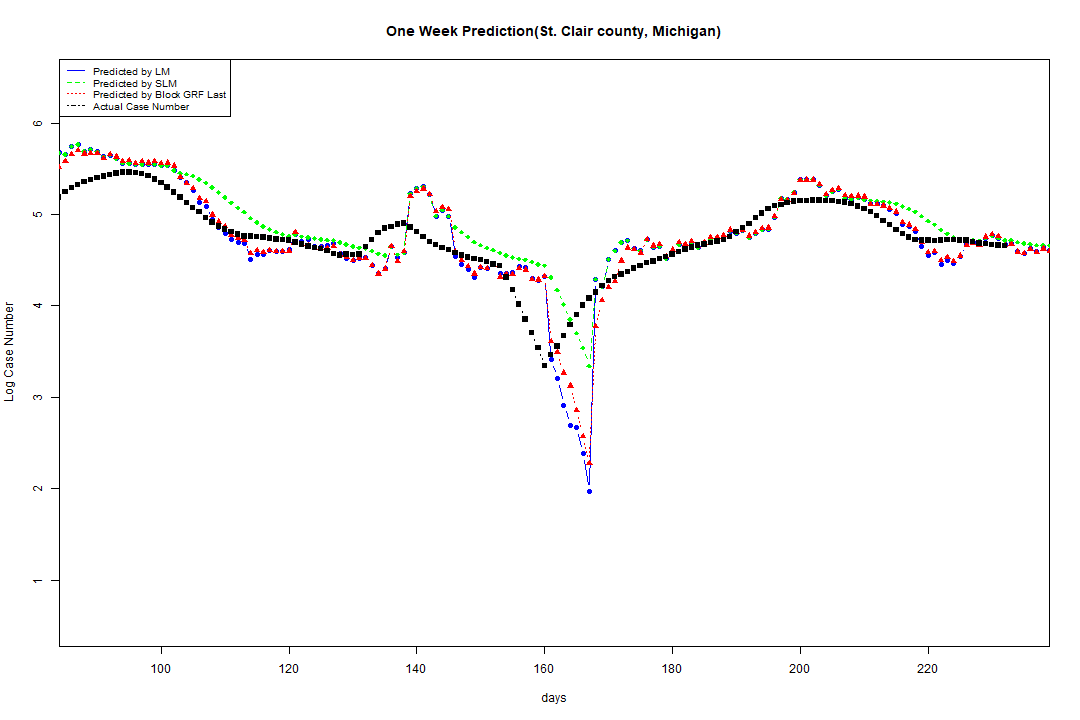 One Week Prediction(St. Clair county, Michigan)
Predicted by LM
Predicted by SLM
Predicted by Block GRF Last
Actual Case Number
6
5
4
3
2
1
Log Case Number
100 120 140 160 180 200 220
days